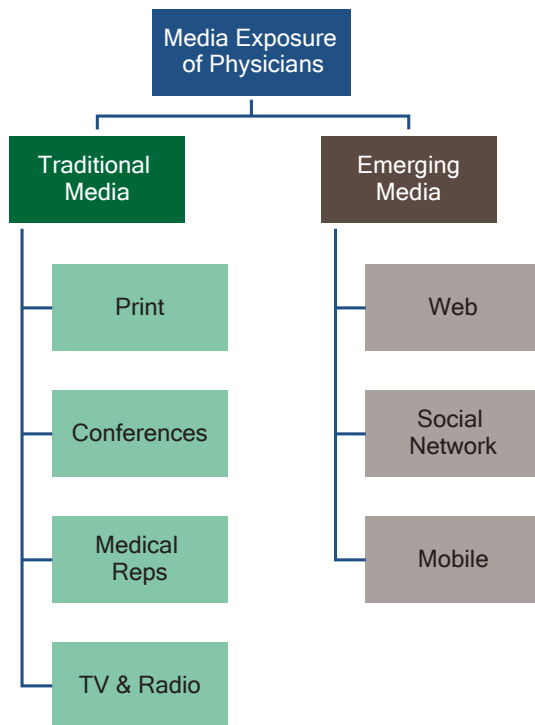 Media Exposure
of Physicians
Traditional
Media
Emerging
Media
Print
Conferences
Medical
Reps
TV & Radio
Web
Social
Network
Mobile